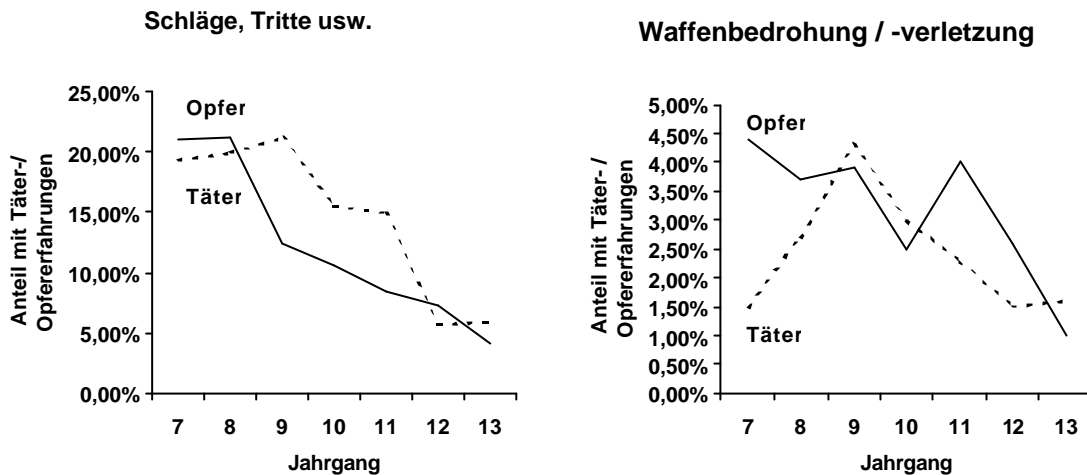 Schläge, Tritte usw.
25,00%
20,00%
15,00%
10,00%
5,00%
0,00%
Anteil mit Täter-/
Opfererfahrungen
Opfer
Täter
7 8 9 10 11 12 13
Jahrgang
Waffenbedrohung / -verletzung
5,00%
4,50%
4,00%
3,50%
3,00%
2,50%
2,00%
1,50%
1,00%
0,50%
0,00%
Anteil mit Täter- /
Opfererfahrungen
Opfer
Täter
7 8 9 10 11 12 13
Jahrgang